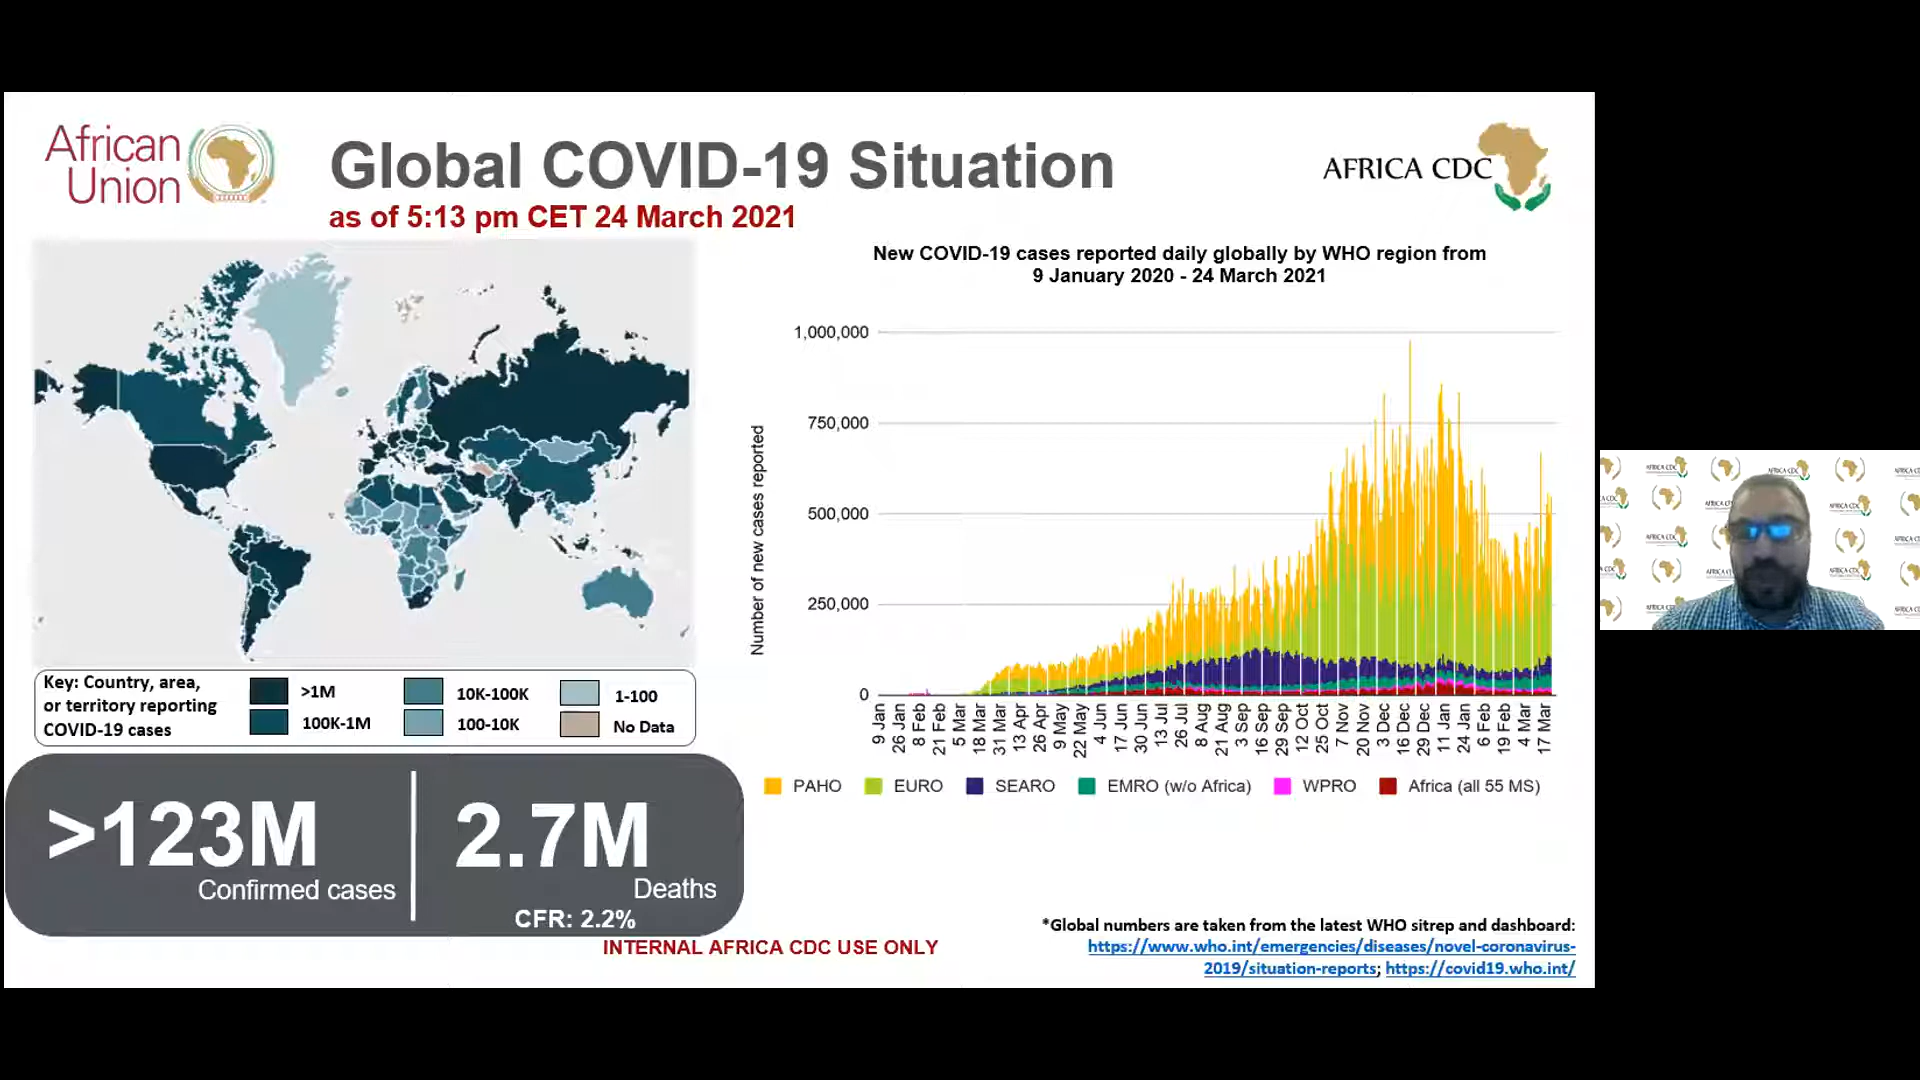 African
Union
Global COVID-19 Situation
as of 5:13 pm CET 24 March 2021
AFRICA CDC
New COVID-19 cases reported daily globally by WHO region from
9 January 2020 - 24 March 2021
Number of new cases reported
1,000,000
750,000
500,000
250,000
0
9 Jan
26 Jan
8 Feb
21 Feb
5 Mar
18 Mar
31 Mar
13 Apr
26 Apr
9 May
22 May
4 Jun
17 Jun
30 Jun
13 Jul
26 Jul
8 Aug
21 Aug
3 Sep
16 Sep
29 Sep
12 Oct
25 Oct
7 Nov
20 Nov
3 Dec
16 Dec
29 Dec
11 Jan
24 Jan
6 Feb
19 Feb
4 Mar
17 Mar
PAHO
EURO
SEARO
EMRO (w/o Africa)
WPRO
Africa (all 55 MS)
Key: Country, area,
or territory reporting
COVID-19 cases
>1M
100K-1M
10K-100K
100-10K
1-100
No Data
>123M
Confirmed cases
2.7M
Deaths
CFR: 2.2%
INTERNAL AFRICA CDC USE ONLY
*Global numbers are taken from the latest WHO sitrep and dashboard:
https://www.who.int/emergencies/diseases/novel-coronavirus-
2019/situation-reports; https://covid19.who.int/
AFRICA CDC
AFRICA CDC
AFRICA CDC
AFRICA CDC